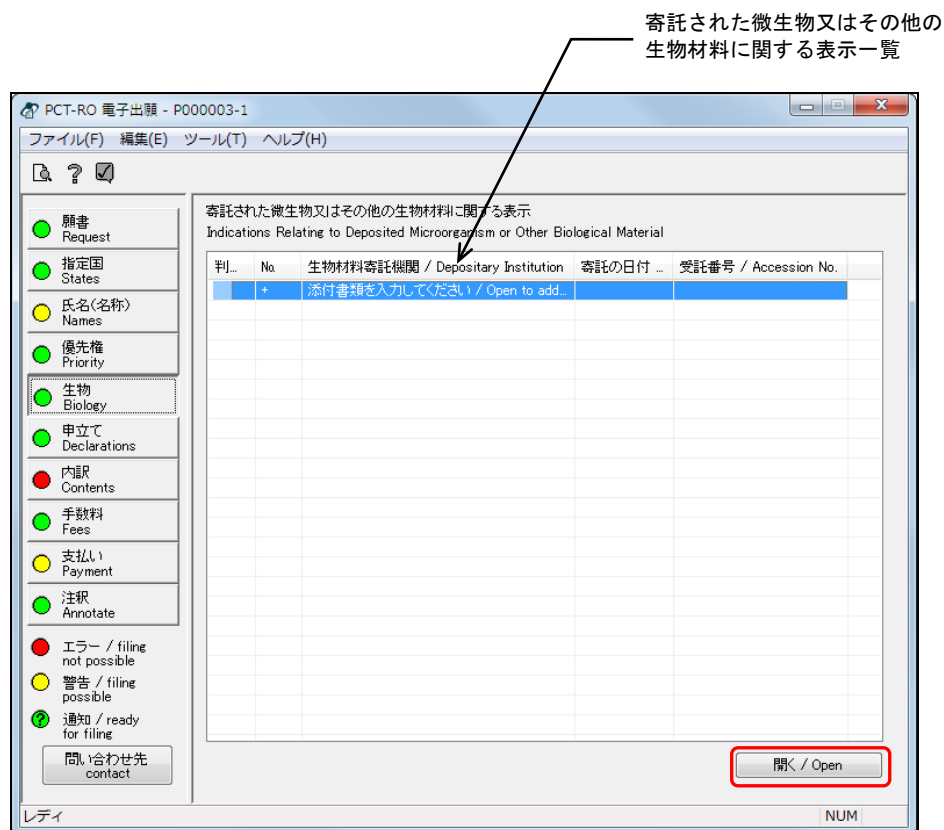 寄託された微生物又はその他の
生物材料に関する表示一覧
PCT-RO 電子出願 - P000003-1
ファイル(F) 編集(E) ツール(T) ヘルプ(H)
願書
Request
指定国
States
氏名(名称)
Names
優先権
Priority
生物
Biology
申立て
Declarations
内訳
Contents
手数料
Fees
支払い
Payment
注釈
Annotate
エラー / filing
not possible
警告 / filing
possible
通知 / ready
for filing
問い合わせ先
contact
寄託された微生物又はその他の生物材料に関する表示
Indications Relating to Deposited Microorganism or Other Biological Material
判... No. 生物材料寄託機関 / Depositary Institution 寄託の日付 ... 受託番号 / Accession No.
+ 添付書類を入力してください / Open to add...
開く / Open
レディ NUM